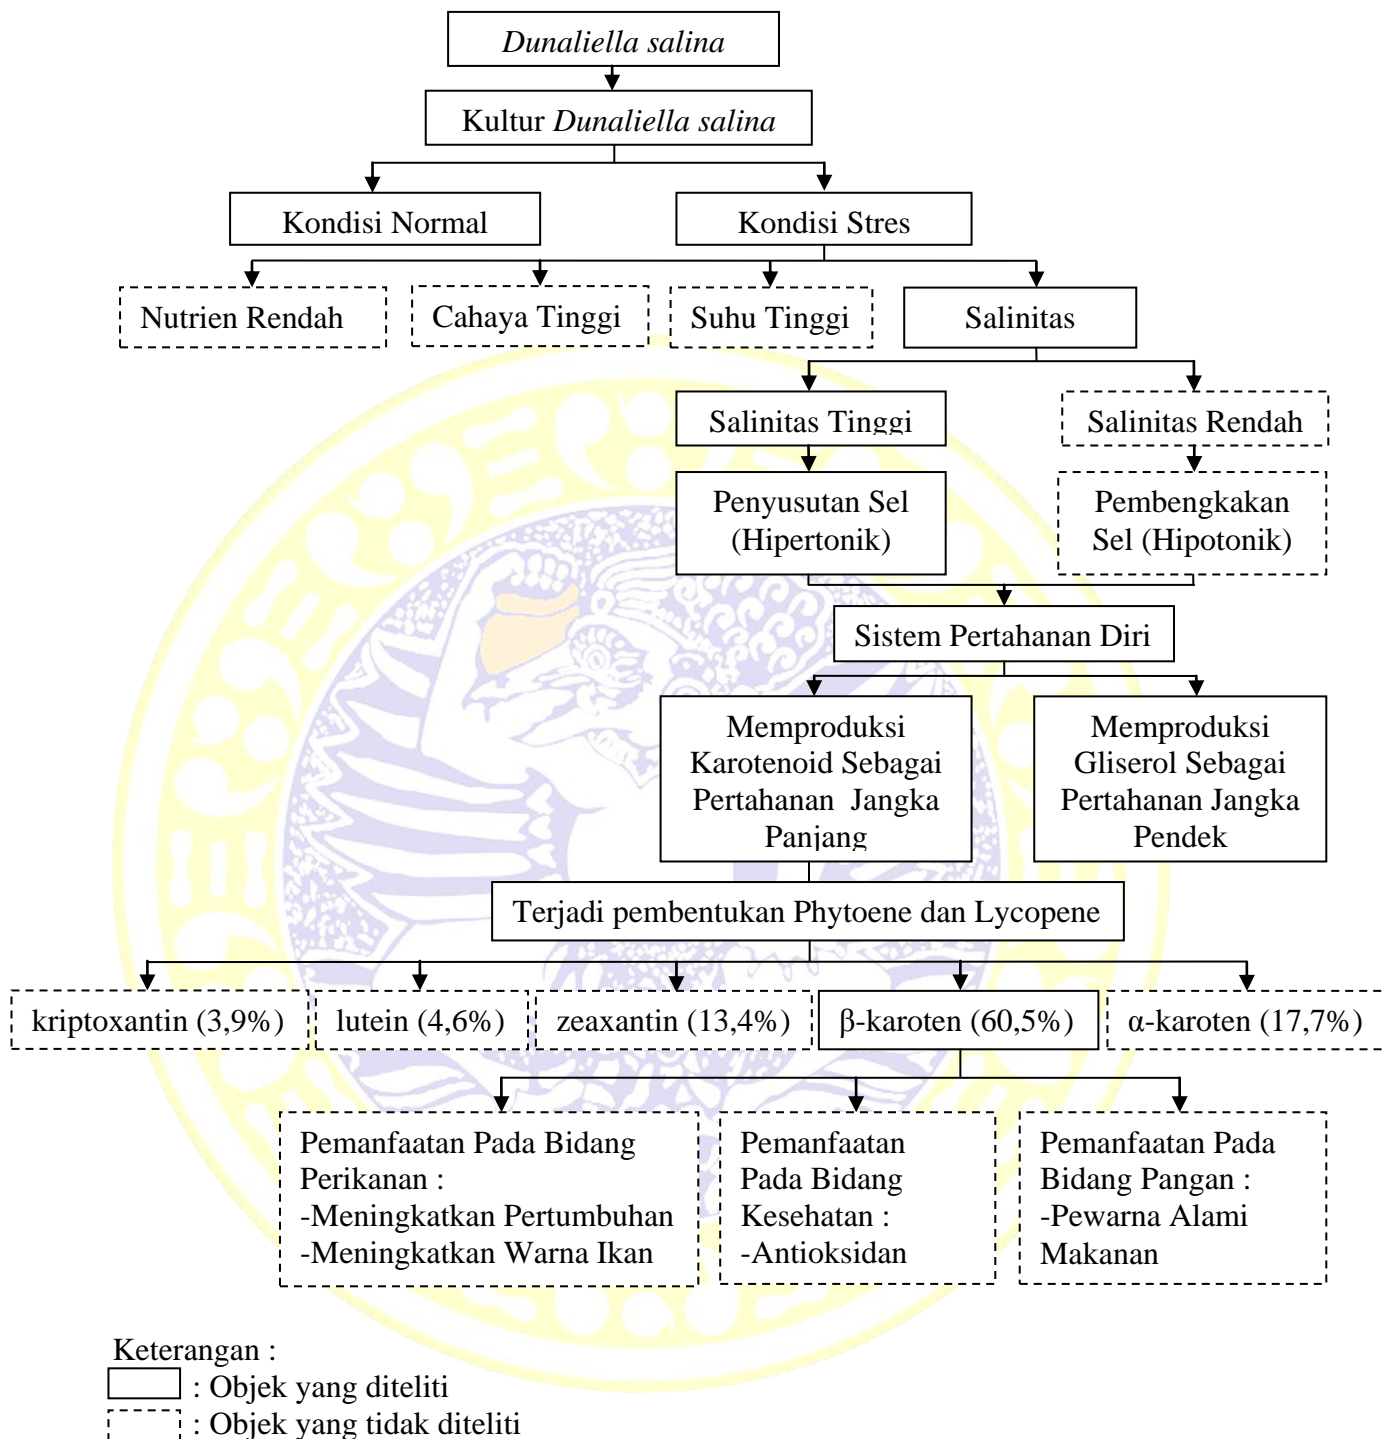 Dunaliella salina
Kultur Dunaliella salina
Kondisi Normal
Kondisi Stres
Nutrien Rendah
Cahaya Tinggi
Suhu Tinggi
Salinitas
Salinitas Tinggi
Salinitas Rendah
Penyusutan Sel
(Hipertonik)
Pembengkakan
Sel (Hipotonik)
Sistem Pertahanan Diri
Memproduksi
Karotenoid Sebagai
Pertahanan Jangka
Panjang
Memproduksi
Gliserol Sebagai
Pertahanan Jangka
Pendek
Terjadi pembentukan Phytoene dan Lycopene
kriptoxantin (3,9%)
lutein (4,6%)
zeaxantin (13,4%)
β-karoten (60,5%)
α-karoten (17,7%)
Pemanfaatan Pada Bidang
Perikanan :
-Meningkatkan Pertumbuhan
-Meningkatkan Warna Ikan
Pemanfaatan
Pada Bidang
Kesehatan :
-Antioksidan
Pemanfaatan Pada
Bidang Pangan :
-Pewarna Alami
Makanan
Keterangan :
: Objek yang diteliti
: Objek yang tidak diteliti